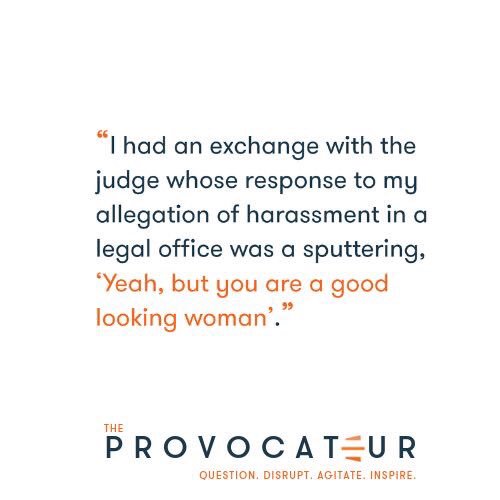 “I had an exchange with the
judge whose response to my
allegation of harassment in a
legal office was a sputtering,
‘Yeah, but you are a good
looking woman’.”
THE
PROVOCATEUR
QUESTION. DISRUPT. AGITATE. INSPIRE.